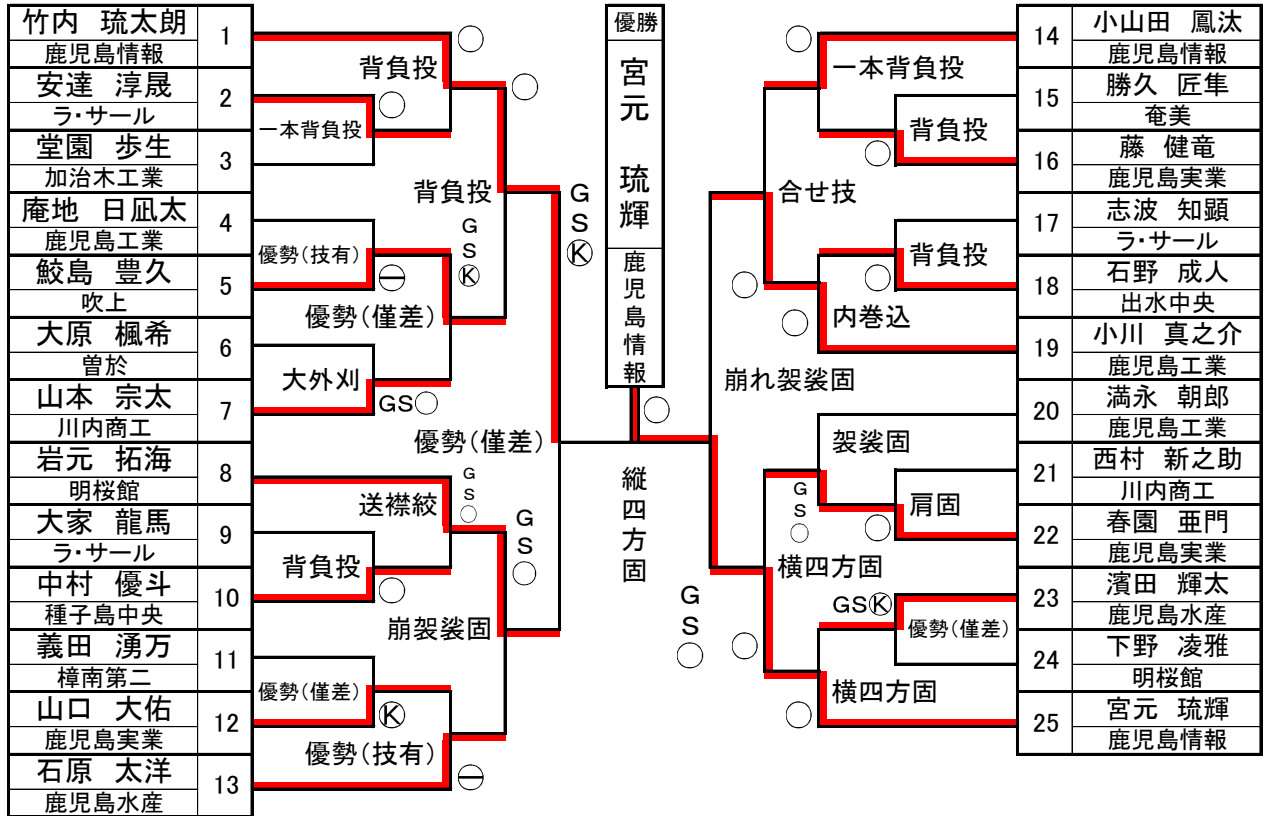 竹内 琉太朗
1
鹿児島情報
安達 淳晟
2
ラ・サール
堂園 歩生
3
加治木工業
庵地 日凪太
4
鹿児島工業
鮫島 豊久
5
吹上
大原 楓希
6
曽於
山本 宗太
7
川内商工
岩元 拓海
8
明桜館
大家 龍馬
9
ラ・サール
中村 優斗
10
種子島中央
義田 湧万
11
樟南第二
山口 大佑
12
鹿児島実業
石原 太洋
13
鹿児島水産
背負投
一本背負投
背負投
優勢(技有)
GSⓀ
優勢(僅差)
大外刈
GS○
GSⓀ
優勢(僅差)
送襟絞
GS○
背負投
GS○
崩袈裟固
優勢(僅差)
Ⓚ
優勢(技有)
優勝
宮元 琉輝
鹿児島情報
縦四方固
一本背負投
背負投
合せ技
背負投
内巻込
崩れ袈裟固
袈裟固
GS○
肩固
横四方固
GSⓀ
優勢(僅差)
GS○
横四方固
14
小山田 鳳汰
鹿児島情報
15
勝久 匠隼
奄美
16
藤 健竜
鹿児島実業
17
志波 知顕
ラ・サール
18
石野 成人
出水中央
19
小川 真之介
鹿児島工業
20
満永 朝郎
鹿児島工業
21
西村 新之助
川内商工
22
春園 亜門
鹿児島実業
23
濱田 輝太
鹿児島水産
24
下野 凌雅
明桜館
25
宮元 琉輝
鹿児島情報